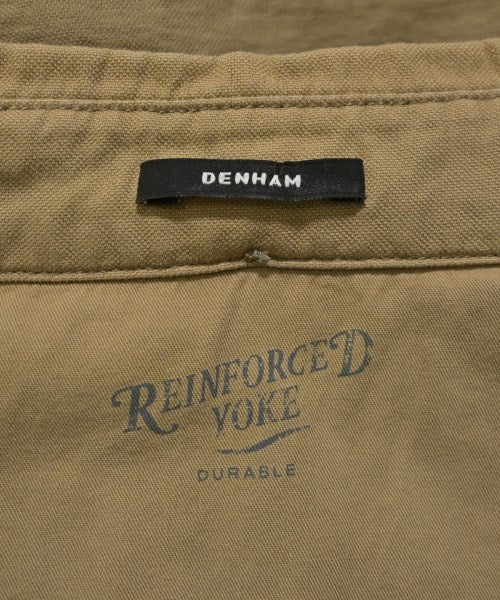 DENHAM
REINFORCED
YOKE
DURABLE